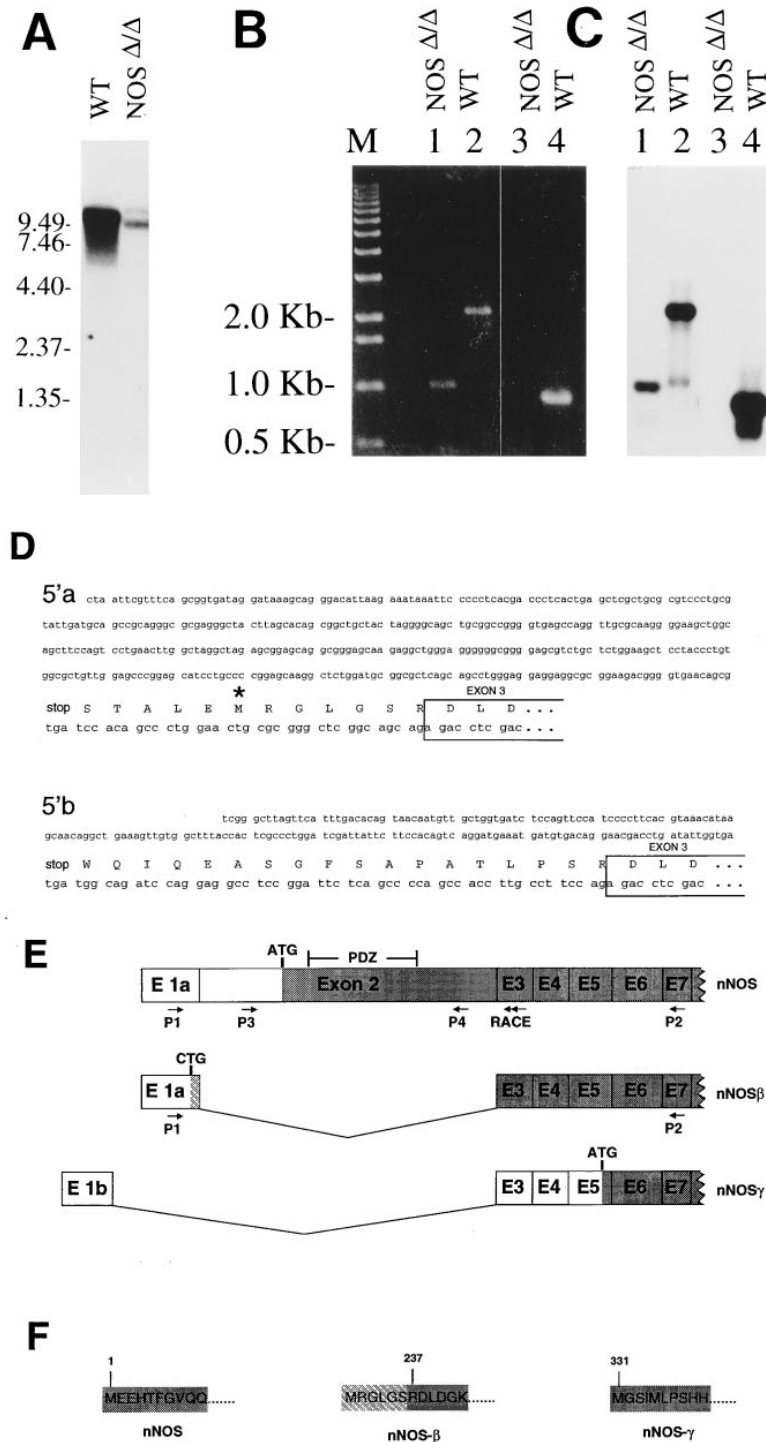 A
B
C
WT
NOS Δ/Δ
NOS Δ/Δ
WT
NOS Δ/Δ
WT
NOS Δ/Δ
WT
NOS Δ/Δ
WT
M 1 2 3 4
1 2 3 4
9.49-
7.46-
4.40-
2.37-
1.35-
2.0 Kb-
1.0 Kb-
0.5 Kb-
D
5'a cta attcgtttca gcggtgatag gataaagcag ggacattaag aaataaattc cccctcacga ccctcactga gctcgctgcg cgtccctgcg
tattgatgca gccgcagggc gcgagggcta cttagcacag cggctgctac taggggcagc tgcggccggg gtgagccagg ttgcgcaagg ggaagctggc
agcttccagt cctgaacttg gctaggctag agcggagcag gcgggagcaa gaggctggga ggggggcggg gagcgtctgc tctggaagct cctaccctgt
ggcgctgttg gagcccggag catcctgccc cggagcaagg ctctggatgc ggcgctcagc agcctgggag gaggaggcgc ggaagacggg gtgaacagcg
*
EXON 3
stop S T A L E M R G L G S R D L D ...
tga tcc aca gcc ctg gaa ctg cgc ggg ctc ggc agc aga gac ctc gac ...
5'b tcgg gcttagttca tttgacacag taacaatgtt gctggtgatc tccagttcca tccccttcac gtaaacataa
gcaacaggct gaaagttgtg gctttaccac tcgccctgga tcgattattc ttccacagtc aggatgaaat gatgtgacag gaacgacctg atattggtga
EXON 3
stop W Q I Q E A S G F S A P A T L P S R D L D ...
tga tgg cag atc cag gag gcc tcc gga ttc tca gcc cca gcc acc ttg cct tcc aga gac ctc gac ...
E
ATG
PDZ
E 1a Exon 2 E3 E4 E5 E6 E7 nNOS
P1 P3 P4 RACE P2
CTG
E 1a E3 E4 E5 E6 E7 nNOSβ
P1 P2
ATG
E 1b E3 E4 E5 E6 E7 nNOSγ
F
1 237 331
MEEHTFGVQQ...... MRGLGSRDLDGK...... MGSIMLPSHH......
nNOS nNOS-β nNOS-γ